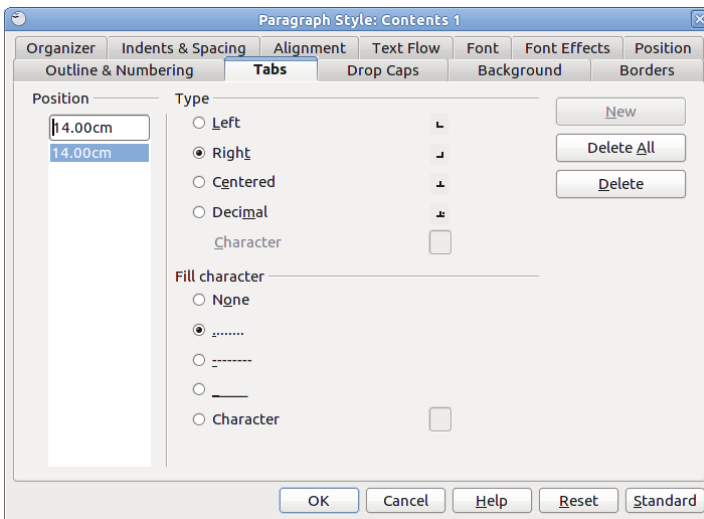 Paragraph Style: Contents 1
Organizer Indents & Spacing Alignment Text Flow Font Font Effects Position
Outline & Numbering Tabs Drop Caps Background Borders
Position
14.00cm
14.00cm
Type
Left
Right
Centered
Decimal
Character
Fill character
None
........
--------
_____
Character
New
Delete All
Delete
OK Cancel Help Reset Standard